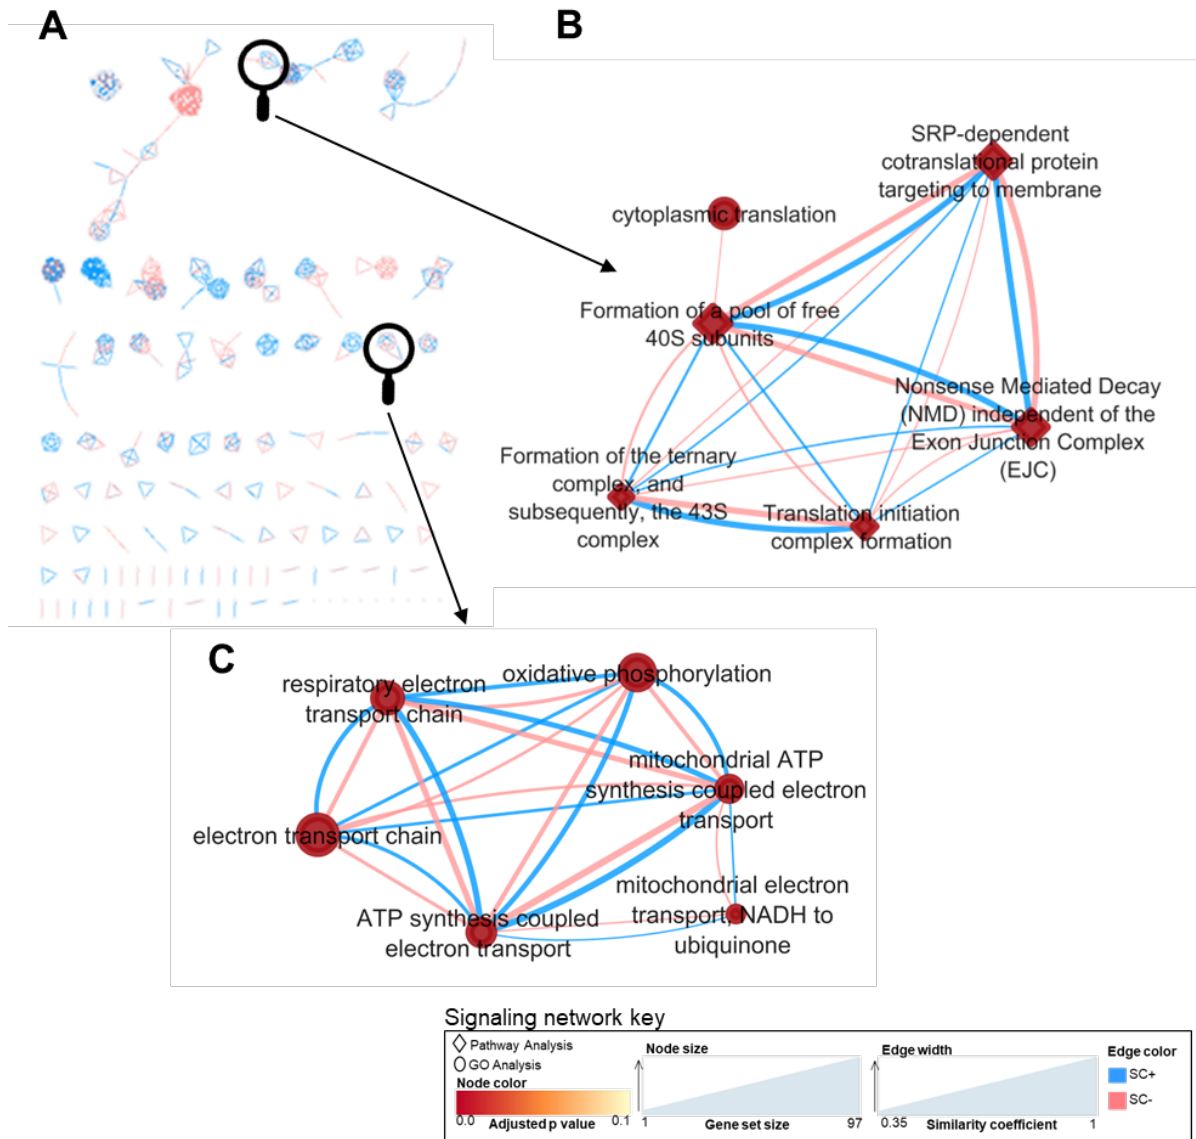 A
B
SRP-dependent
cotranslational protein
targeting to membrane
cytoplasmic translation
Formation of a pool of free
40S subunits
Nonsense Mediated Decay
(NMD) independent of the
Exon Junction Complex
(EJC)
Formation of the ternary
complex, and
subsequently, the 43S
complex
Translation initiation
complex formation
C
oxidative phosphorylation
respiratory electron
transport chain
mitochondrial ATP
synthesis coupled electron
transport
electron transport chain
mitochondrial electron
transport, NADH to
ubiquinone
ATP synthesis coupled
electron transport
Signaling network key
Pathway Analysis
GO Analysis
Node color
0.0 Adjusted p value 0.1
Node size
1 Gene set size 97
Edge width
0.35 Similarity coefficient 1
Edge color
SC+
SC-